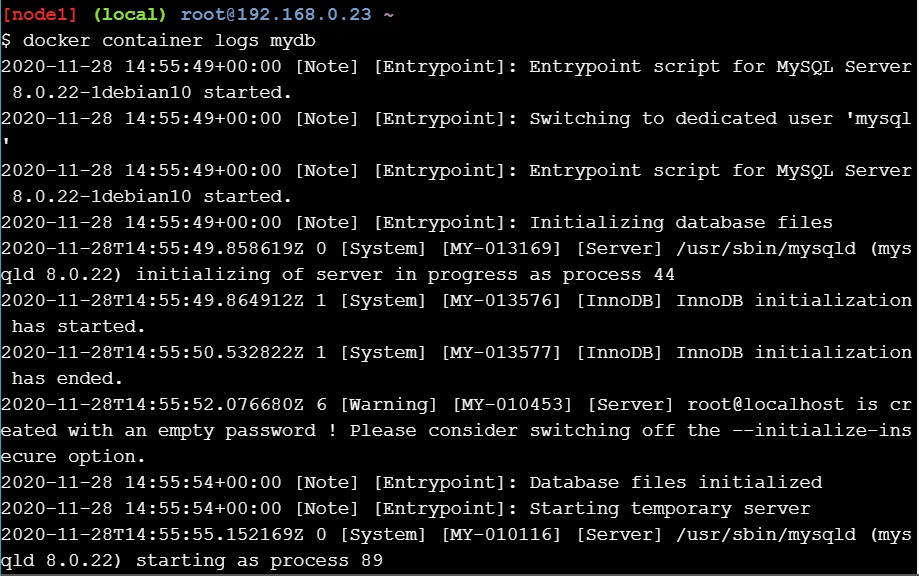 [node1] (local) root@192.168.0.23 ~
$ docker container logs mydb
2020-11-28 14:55:49+00:00 [Note] [Entrypoint]: Entrypoint script for MySQL Server
 8.0.22-1debian10 started.
2020-11-28 14:55:49+00:00 [Note] [Entrypoint]: Switching to dedicated user 'mysql
'
2020-11-28 14:55:49+00:00 [Note] [Entrypoint]: Entrypoint script for MySQL Server
 8.0.22-1debian10 started.
2020-11-28 14:55:49+00:00 [Note] [Entrypoint]: Initializing database files
2020-11-28T14:55:49.858619Z 0 [System] [MY-013169] [Server] /usr/sbin/mysqld (mys
qld 8.0.22) initializing of server in progress as process 44
2020-11-28T14:55:49.864912Z 1 [System] [MY-013576] [InnoDB] InnoDB initialization
 has started.
2020-11-28T14:55:50.532822Z 1 [System] [MY-013577] [InnoDB] InnoDB initialization
 has ended.
2020-11-28T14:55:52.076680Z 6 [Warning] [MY-010453] [Server] root@localhost is cr
eated with an empty password ! Please consider switching off the --initialize-ins
ecure option.
2020-11-28 14:55:54+00:00 [Note] [Entrypoint]: Database files initialized
2020-11-28 14:55:54+00:00 [Note] [Entrypoint]: Starting temporary server
2020-11-28T14:55:55.152169Z 0 [System] [MY-010116] [Server] /usr/sbin/mysqld (mys
qld 8.0.22) starting as process 89